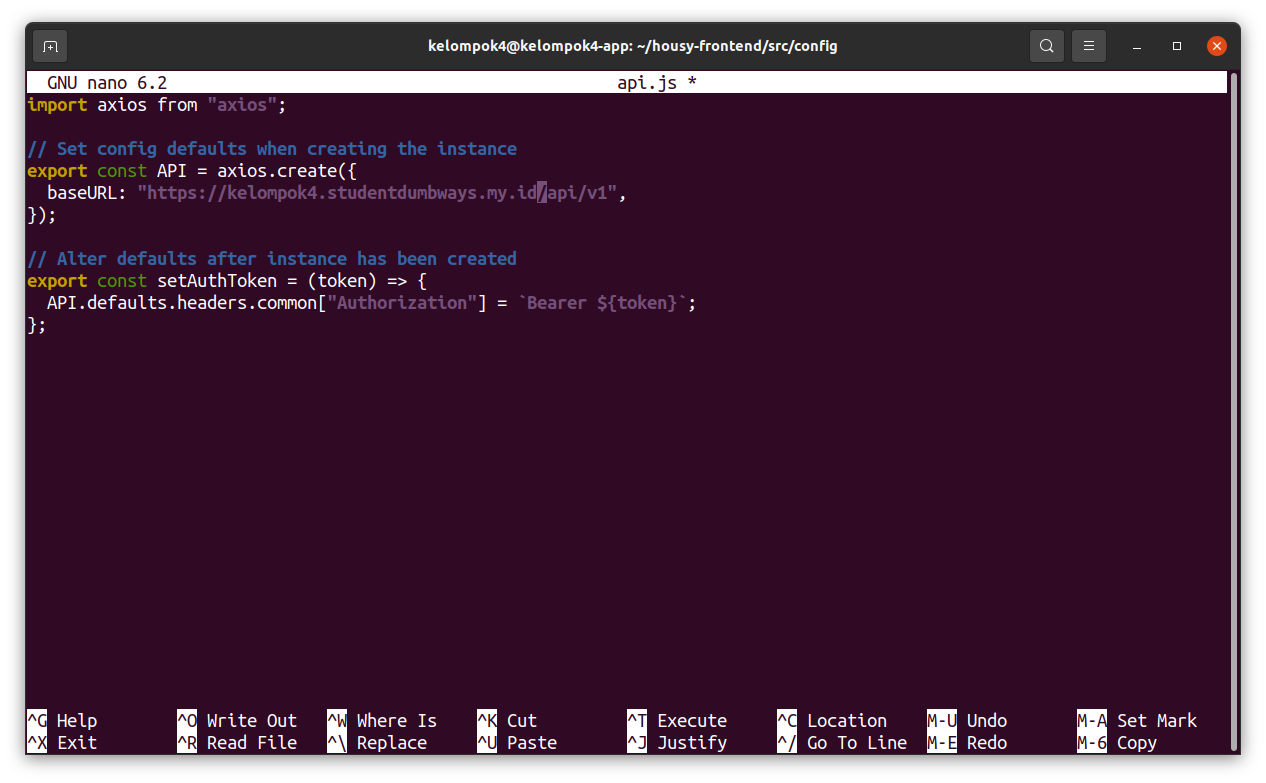 kelompok4@kelompok4-app: ~/housy-frontend/src/config
GNU nano 6.2 api.js *
import axios from "axios";
// Set config defaults when creating the instance
export const API = axios.create({
  baseURL: "https://kelompok4.studentdumbways.my.id/api/v1",
});
// Alter defaults after instance has been created
export const setAuthToken = (token) => {
  API.defaults.headers.common["Authorization"] = `Bearer ${token}`;
};
^G Help ^O Write Out ^W Where Is ^K Cut ^T Execute ^C Location M-U Undo M-A Set Mark
^X Exit ^R Read File ^\ Replace ^U Paste ^J Justify ^/ Go To Line M-E Redo M-6 Copy